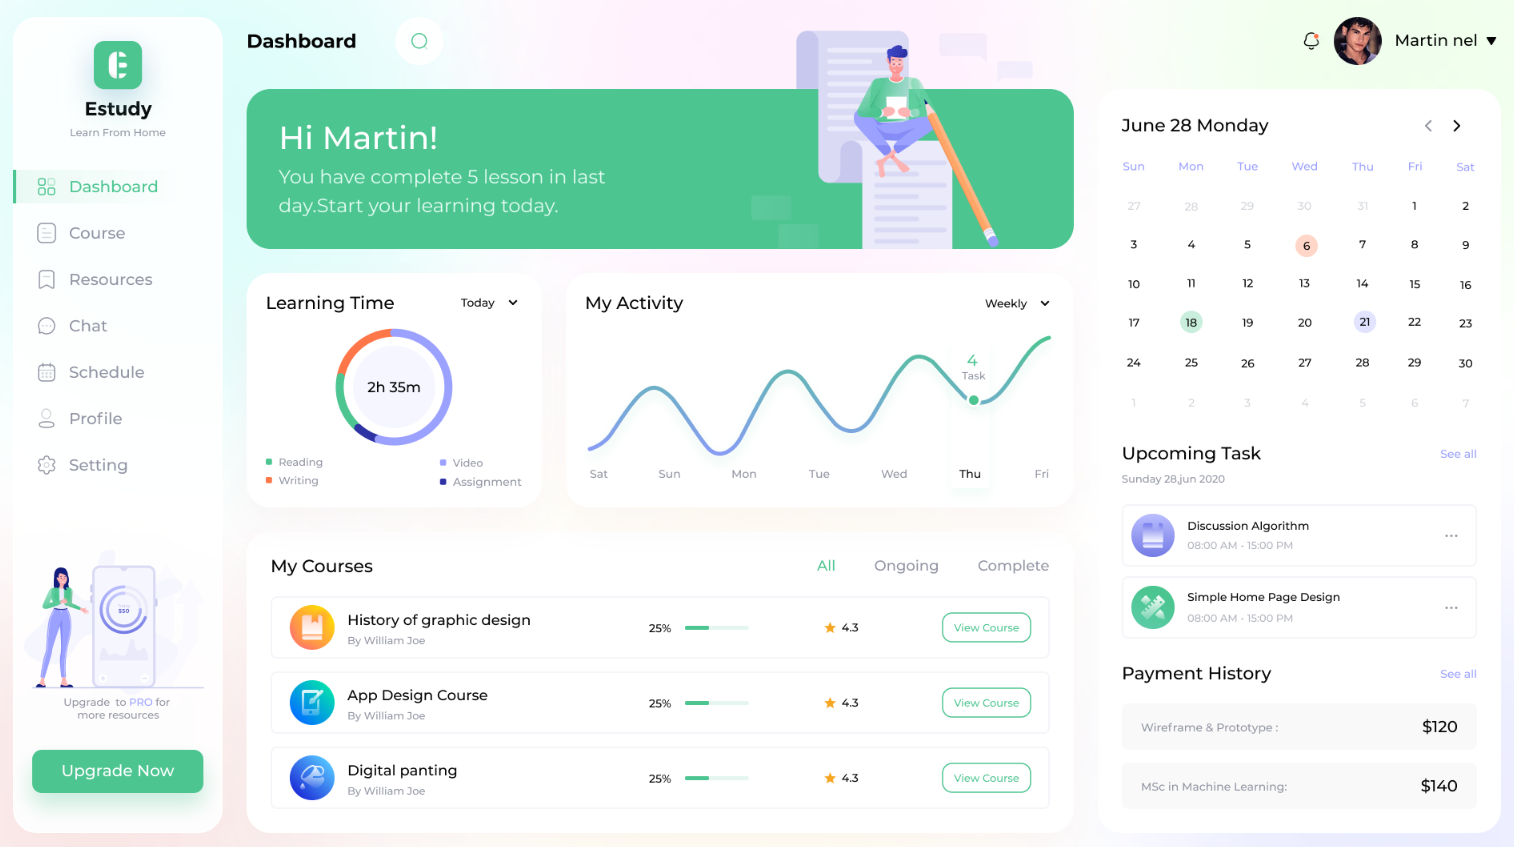 Estudy
Learn From Home
Dashboard
Course
Resources
Chat
Schedule
Profile
Setting
$50
Upgrade to PRO for
more resources
Upgrade Now
Dashboard
Martin nel
Hi Martin!
You have complete 5 lesson in last
day.Start your learning today.
Learning Time
Today
2h 35m
Reading
Video
Writing
Assignment
My Activity
Weekly
4
Task
Sat Sun Mon Tue Wed Thu Fri
My Courses
All Ongoing Complete
History of graphic design
By William Joe
25%
4.3
View Course
App Design Course
By William Joe
25%
4.3
View Course
Digital panting
By William Joe
25%
4.3
View Course
June 28 Monday
Sun Mon Tue Wed Thu Fri Sat
27 28 29 30 31 1 2
3 4 5 6 7 8 9
10 11 12 13 14 15 16
17 18 19 20 21 22 23
24 25 26 27 28 29 30
1 2 3 4 5 6 7
Upcoming Task
See all
Sunday 28,jun 2020
Discussion Algorithm
08:00 AM - 15:00 PM
Simple Home Page Design
08:00 AM - 15:00 PM
Payment History
See all
Wireframe & Prototype :
$120
MSc in Machine Learning:
$140